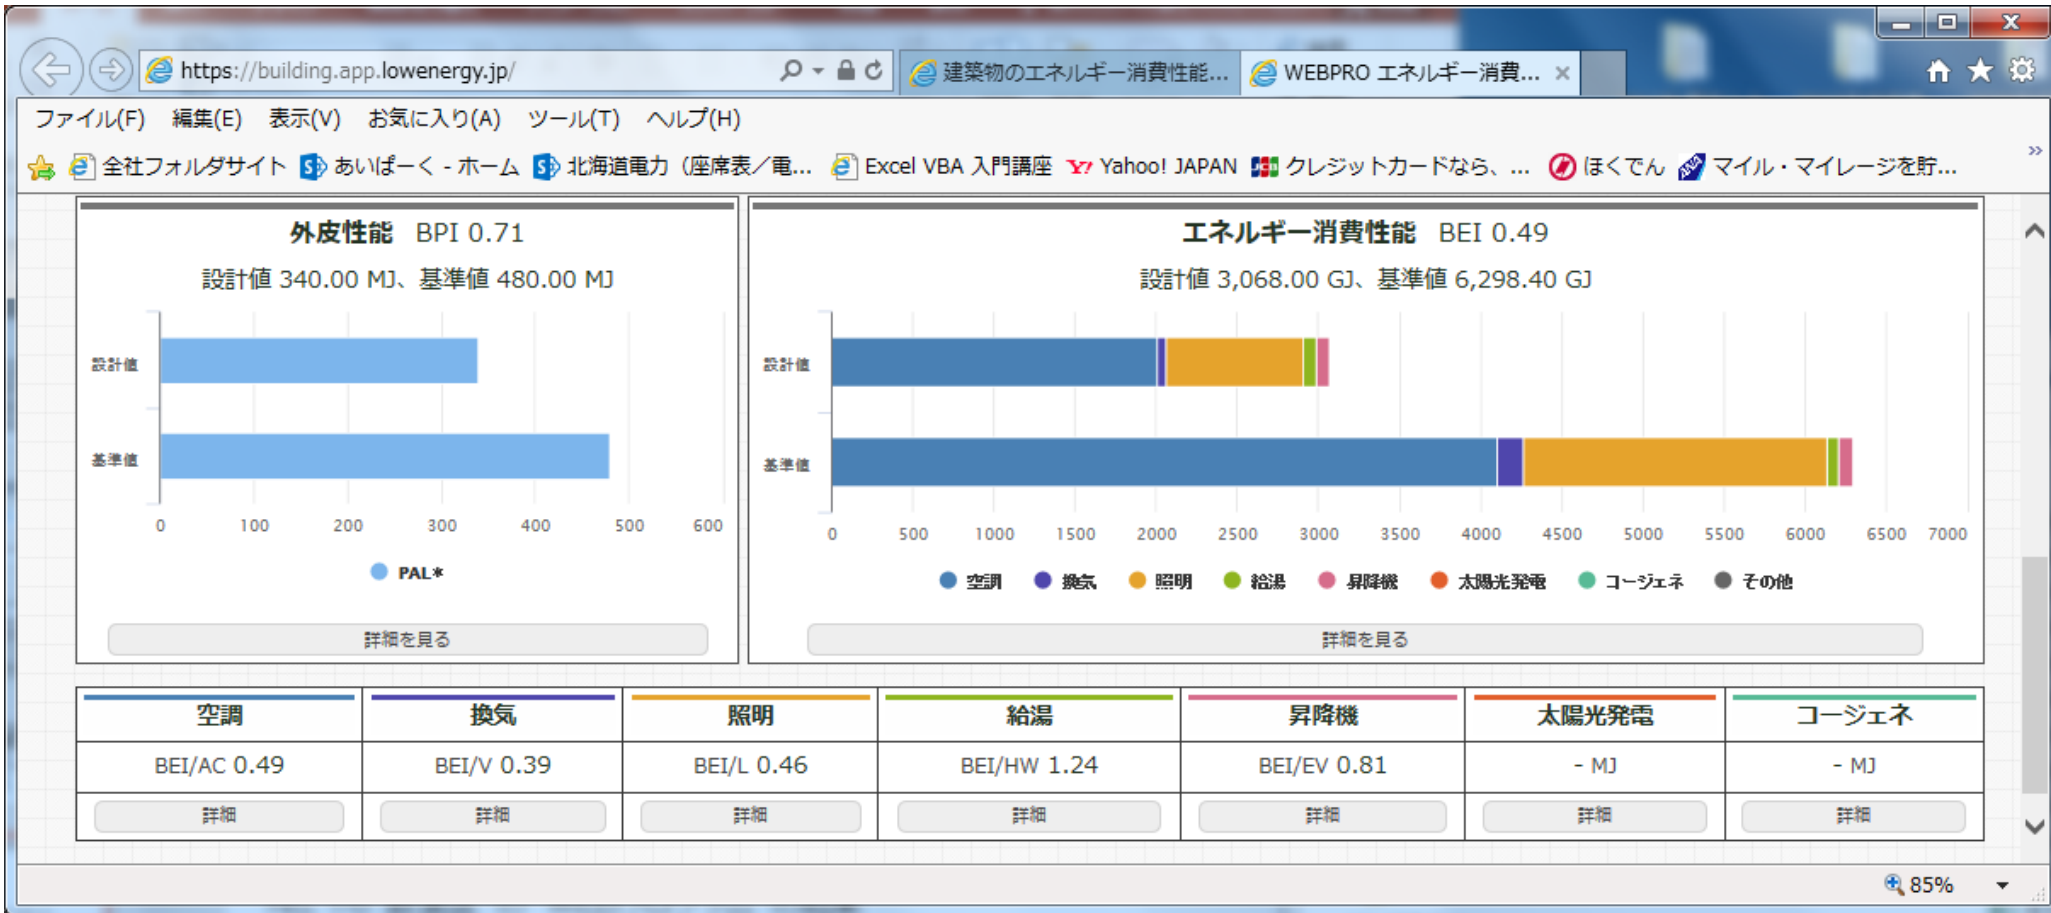 https://building.app.lowenergy.jp/
建築物のエネルギー消費性能...
WEBPRO エネルギー消費...
ファイル(F) 編集(E) 表示(V) お気に入り(A) ツール(T) ヘルプ(H)
全社フォルダサイト あいぱーく - ホーム 北海道電力（座席表／電... Excel VBA 入門講座 Yahoo! JAPAN クレジットカードなら、... ほくでん マイル・マイレージを貯...
外皮性能 BPI 0.71
設計値 340.00 MJ、基準値 480.00 MJ
設計値
基準値
0 100 200 300 400 500 600
PAL*
詳細を見る
エネルギー消費性能 BEI 0.49
設計値 3,068.00 GJ、基準値 6,298.40 GJ
設計値
基準値
0 500 1000 1500 2000 2500 3000 3500 4000 4500 5000 5500 6000 6500 7000
空調 換気 照明 給湯 昇降機 太陽光発電 コージェネ その他
詳細を見る
空調 換気 照明 給湯 昇降機 太陽光発電 コージェネ
BEI/AC 0.49 BEI/V 0.39 BEI/L 0.46 BEI/HW 1.24 BEI/EV 0.81 - MJ - MJ
詳細 詳細 詳細 詳細 詳細 詳細 詳細
85%